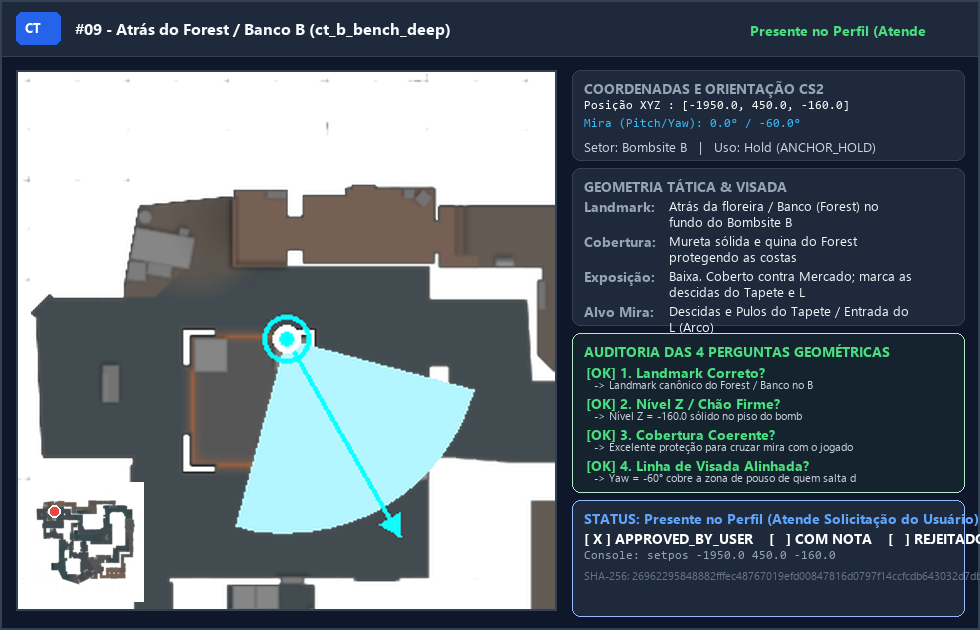 CT
#09 - Atrás do Forest / Banco B (ct_b_bench_deep)
Presente no Perfil (Atende
COORDENADAS E ORIENTAÇÃO CS2
Posição XYZ : [-1950.0, 450.0, -160.0]
Mira (Pitch/Yaw): 0.0° / -60.0°
Setor: Bombsite B | Uso: Hold (ANCHOR_HOLD)
GEOMETRIA TÁTICA & VISADA
Landmark: Atrás da floreira / Banco (Forest) no
fundo do Bombsite B
Cobertura: Mureta sólida e quina do Forest
protegendo as costas
Exposição: Baixa. Coberto contra Mercado; marca as
descidas do Tapete e L
Alvo Mira: Descidas e Pulos do Tapete / Entrada do
L (Arco)
AUDITORIA DAS 4 PERGUNTAS GEOMÉTRICAS
[OK] 1. Landmark Correto?
-> Landmark canônico do Forest / Banco no B
[OK] 2. Nível Z / Chão Firme?
-> Nível Z = -160.0 sólido no piso do bomb
[OK] 3. Cobertura Coerente?
-> Excelente proteção para cruzar mira com o jogado
[OK] 4. Linha de Visada Alinhada?
-> Yaw = -60° cobre a zona de pouso de quem salta d
STATUS: Presente no Perfil (Atende Solicitação do Usuário)
[ X ] APPROVED_BY_USER [ ] COM NOTA [ ] REJEITADO
Console: setpos -1950.0 450.0 -160.0
SHA-256: 26962295848882fffec48767019efd00847816d0797f14ccfcdb643032d7db